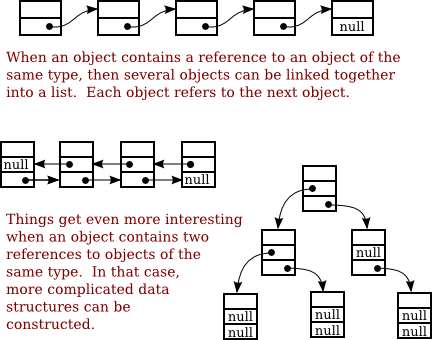 null
When an object contains a reference to an object of the
same type, then several objects can be linked together
into a list.  Each object refers to the next object.
null
null
Things get even more interesting
when an object contains two
references to objects of the
same type.  In that case,
more complicated data
structures can be
constructed.
null
null
null
null
null
null
null